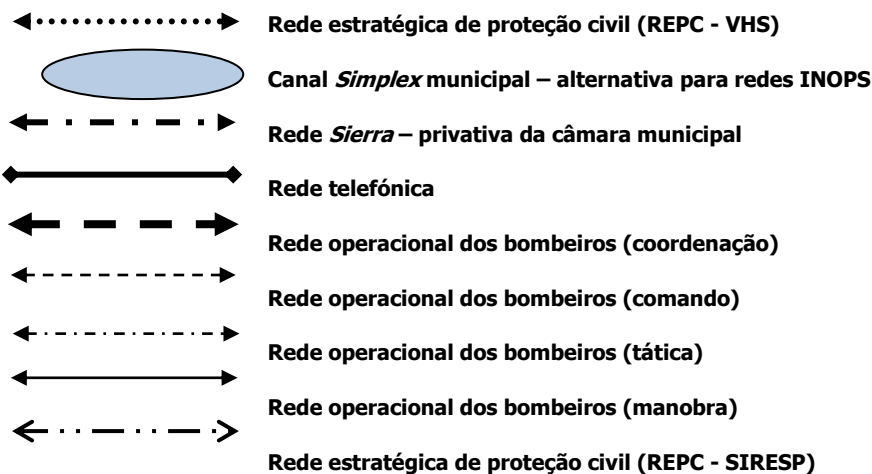 Rede estratégica de proteção civil (REPC - VHS)
Canal Simplex municipal – alternativa para redes INOPS
Rede Sierra – privativa da câmara municipal
Rede telefónica
Rede operacional dos bombeiros (coordenação)
Rede operacional dos bombeiros (comando)
Rede operacional dos bombeiros (tática)
Rede operacional dos bombeiros (manobra)
Rede estratégica de proteção civil (REPC - SIRESP)